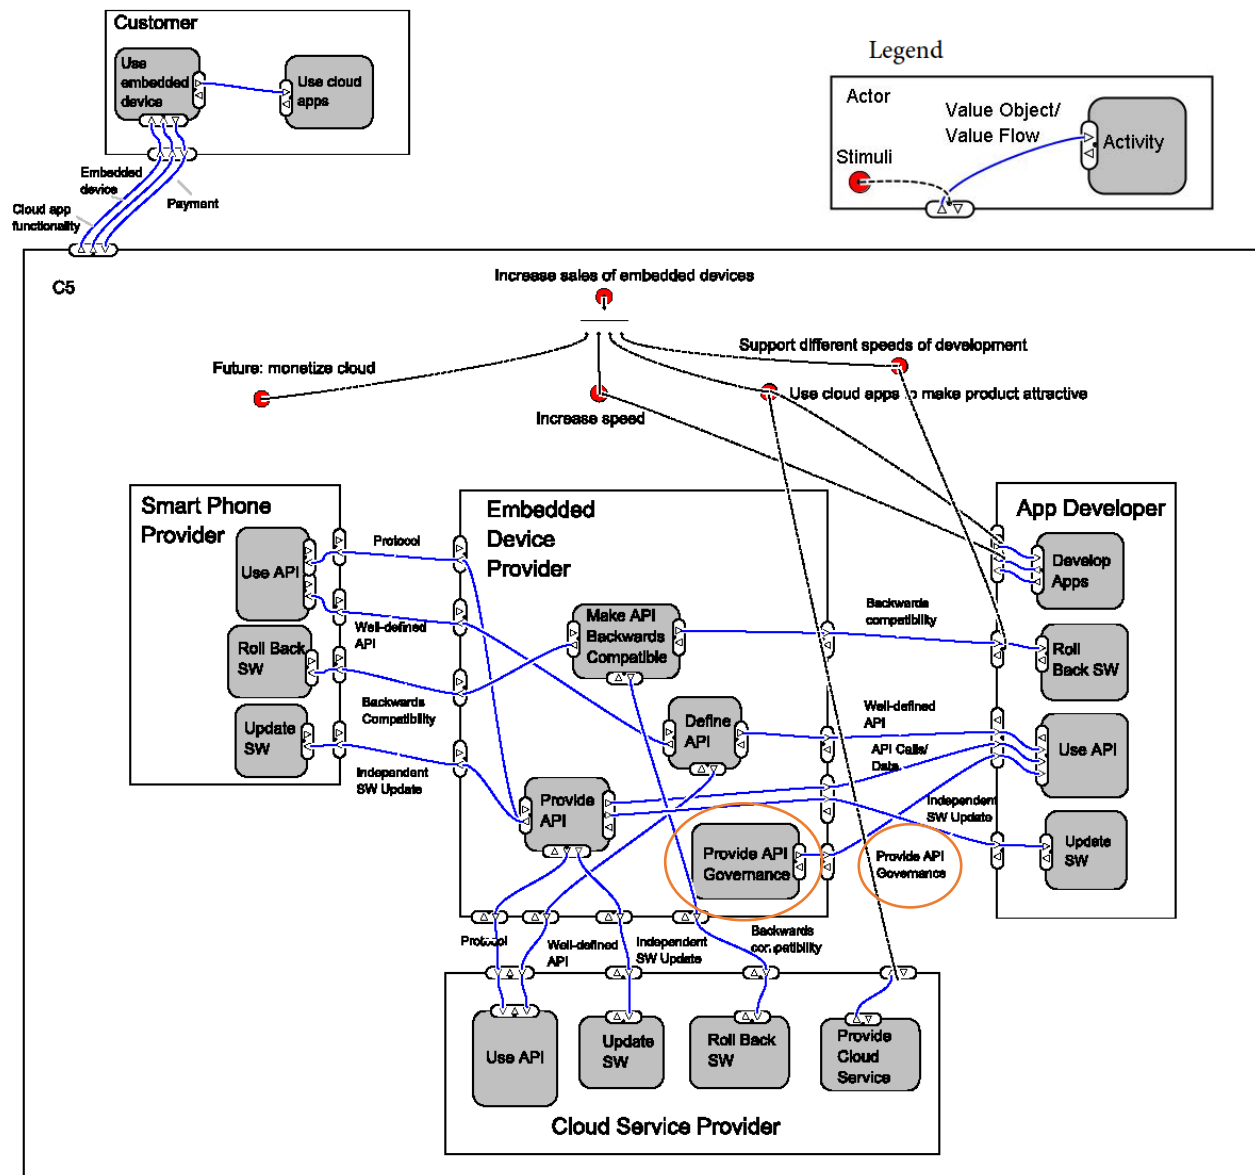 Customer
Use
embedded
device
Use cloud
apps
Legend
Actor
Value Object/
Value Flow
Activity
Stimuli
Embedded
device
Payment
Cloud app
functionality
C5
Increase sales of embedded devices
Support different speeds of development
Future: monetize cloud
Use cloud apps to make product attractive
Increase speed
Smart Phone
Provider
Embedded
Device
Provider
App Developer
Use API
Protocol
Develop
Apps
Make API
Backwards
Compatible
Backwards
compatibility
Well-defined
API
Roll Back
SW
Roll
Back SW
Backwards
Compatibility
Update
SW
Define
API
Well-defined
API
API Calls/
Data
Use API
Independent
SW Update
Provide
API
Independent
SW Update
Provide API
Governance
Provide API
Governance
Update
SW
Protocol
Well-defined
API
Independent
SW Update
Backwards
compatibility
Use API
Update
SW
Roll Back
SW
Provide
Cloud
Service
Cloud Service Provider